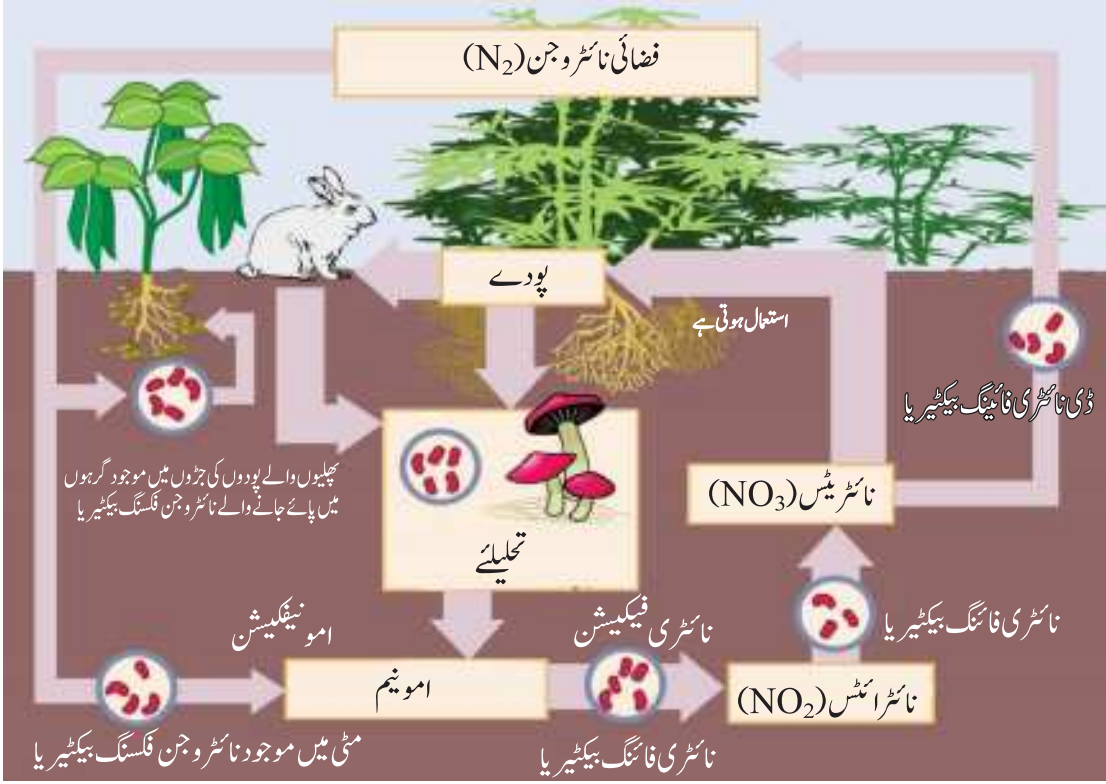 فضائی نائٹروجن (N₂)
پودے
استعمال ہوتی ہے
ڈی نائٹری فائینگ بیکٹیریا
پھلیوں والے پودوں کی جڑوں میں موجود گرہوں
میں پائے جانے والے نائٹروجن فکسنگ بیکٹیریا
نائٹریٹس (NO₃)
تحلیلئے
امونیفکیشن
نائٹری فیکیشن
نائٹری فائنگ بیکٹیریا
امونیم
نائٹرائٹس (NO₂)
مٹی میں موجود نائٹروجن فکسنگ بیکٹیریا
نائٹری فائنگ بیکٹیریا